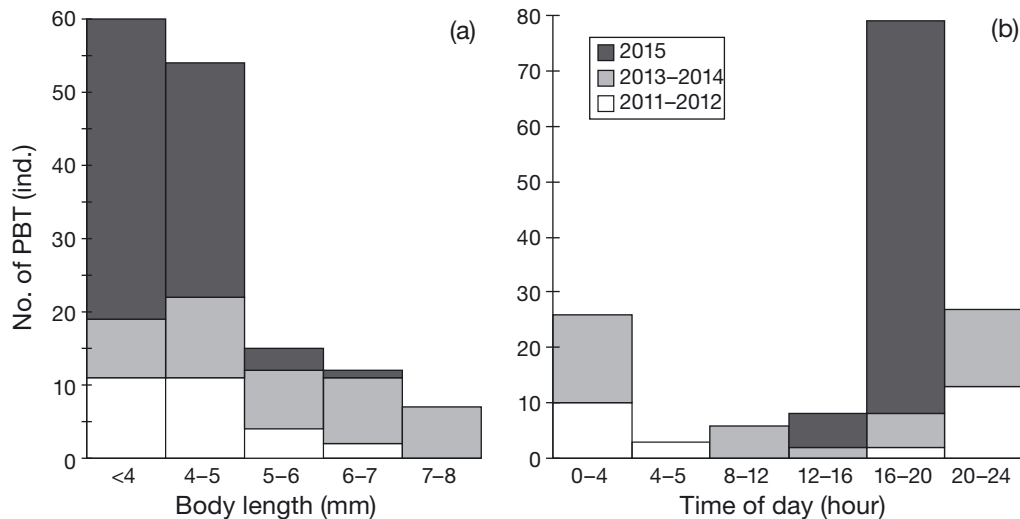 (a)
No. of PBT (ind.)
60
50
40
30
20
10
0
<4 4–5 5–6 6–7 7–8
Body length (mm)
(b)
80
70
60
50
40
30
20
10
0
2015
2013–2014
2011–2012
0–4 4–5 8–12 12–16 16–20 20–24
Time of day (hour)